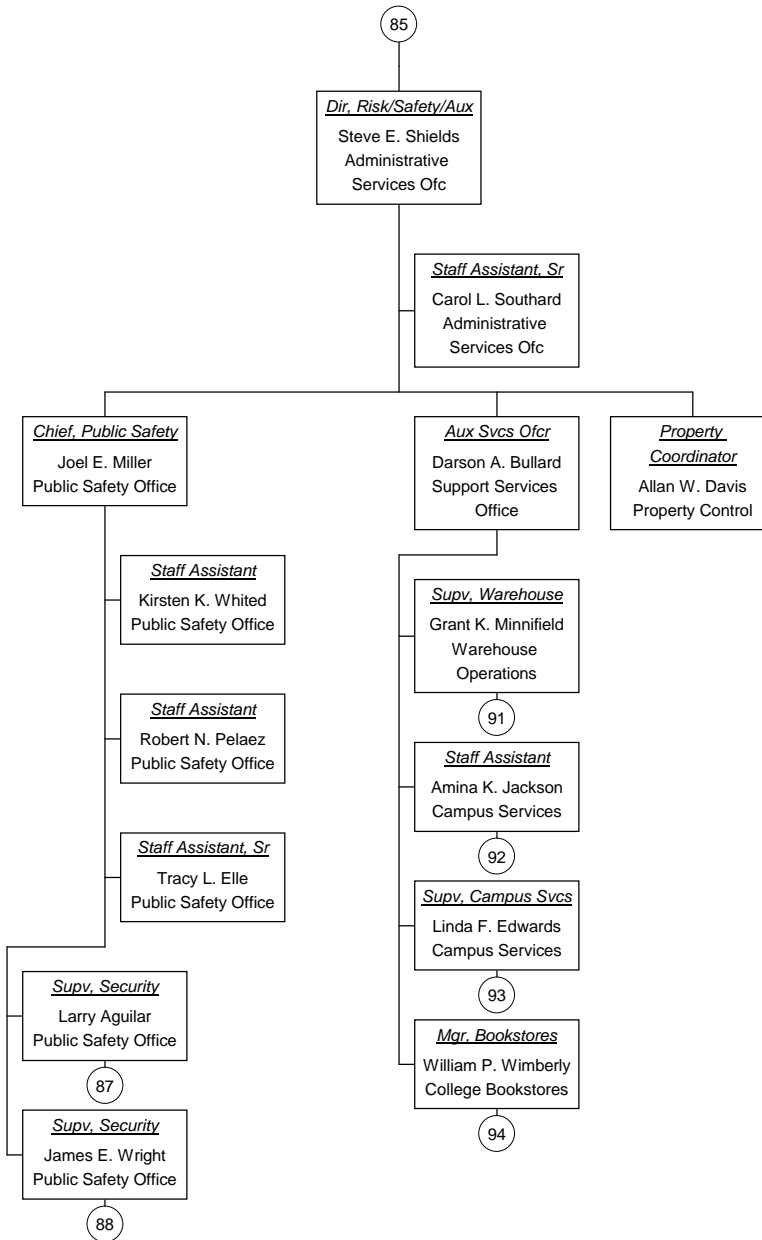 85
Dir, Risk/Safety/Aux
Steve E. Shields
Administrative
Services Ofc
Staff Assistant, Sr
Carol L. Southard
Administrative
Services Ofc
Chief, Public Safety
Joel E. Miller
Public Safety Office
Staff Assistant
Kirsten K. Whited
Public Safety Office
Staff Assistant
Robert N. Pelaez
Public Safety Office
Staff Assistant, Sr
Tracy L. Elle
Public Safety Office
Supv, Security
Larry Aguilar
Public Safety Office
87
Supv, Security
James E. Wright
Public Safety Office
88
Aux Svcs Ofcr
Darson A. Bullard
Support Services
Office
Supv, Warehouse
Grant K. Minnifield
Warehouse
Operations
91
Staff Assistant
Amina K. Jackson
Campus Services
92
Supv, Campus Svcs
Linda F. Edwards
Campus Services
93
Mgr, Bookstores
William P. Wimberly
College Bookstores
94
Property
Coordinator
Allan W. Davis
Property Control